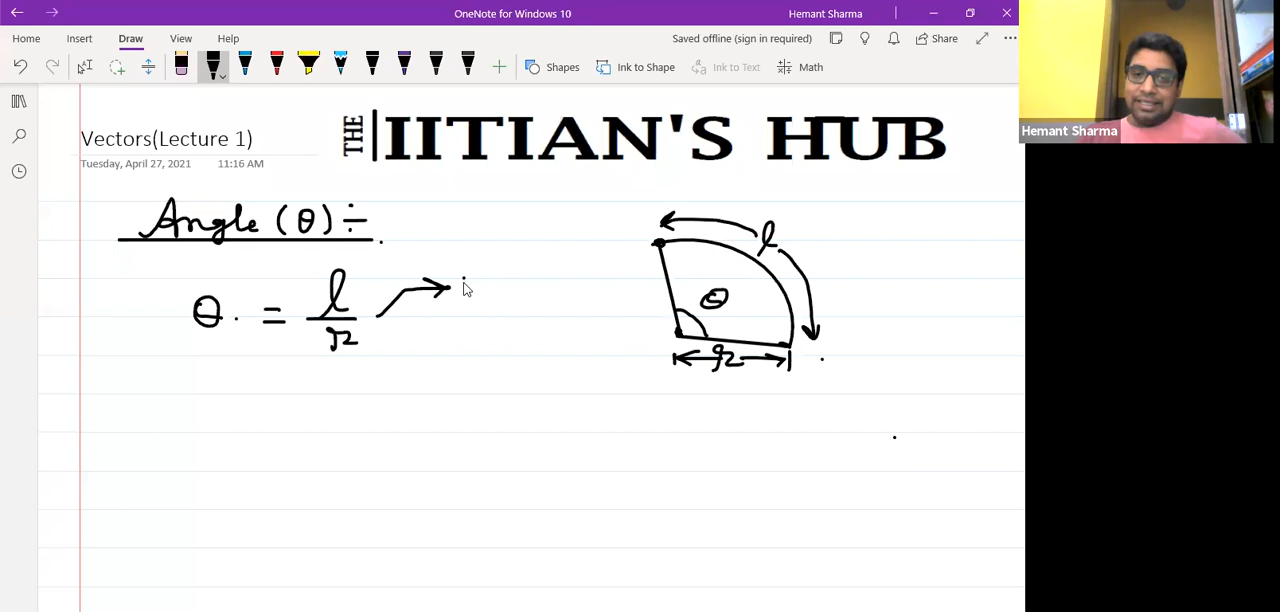 OneNote for Windows 10
Hemant Sharma
Home Insert Draw View Help
Saved offline (sign in required)
Share
Shapes
Ink to Shape
Ink to Text
Math
Hemant Sharma
Vectors(Lecture 1)
Tuesday, April 27, 2021 11:16 AM
THE IITIAN'S HUB
Angle (θ) ÷
θ = l/r
l
θ
r